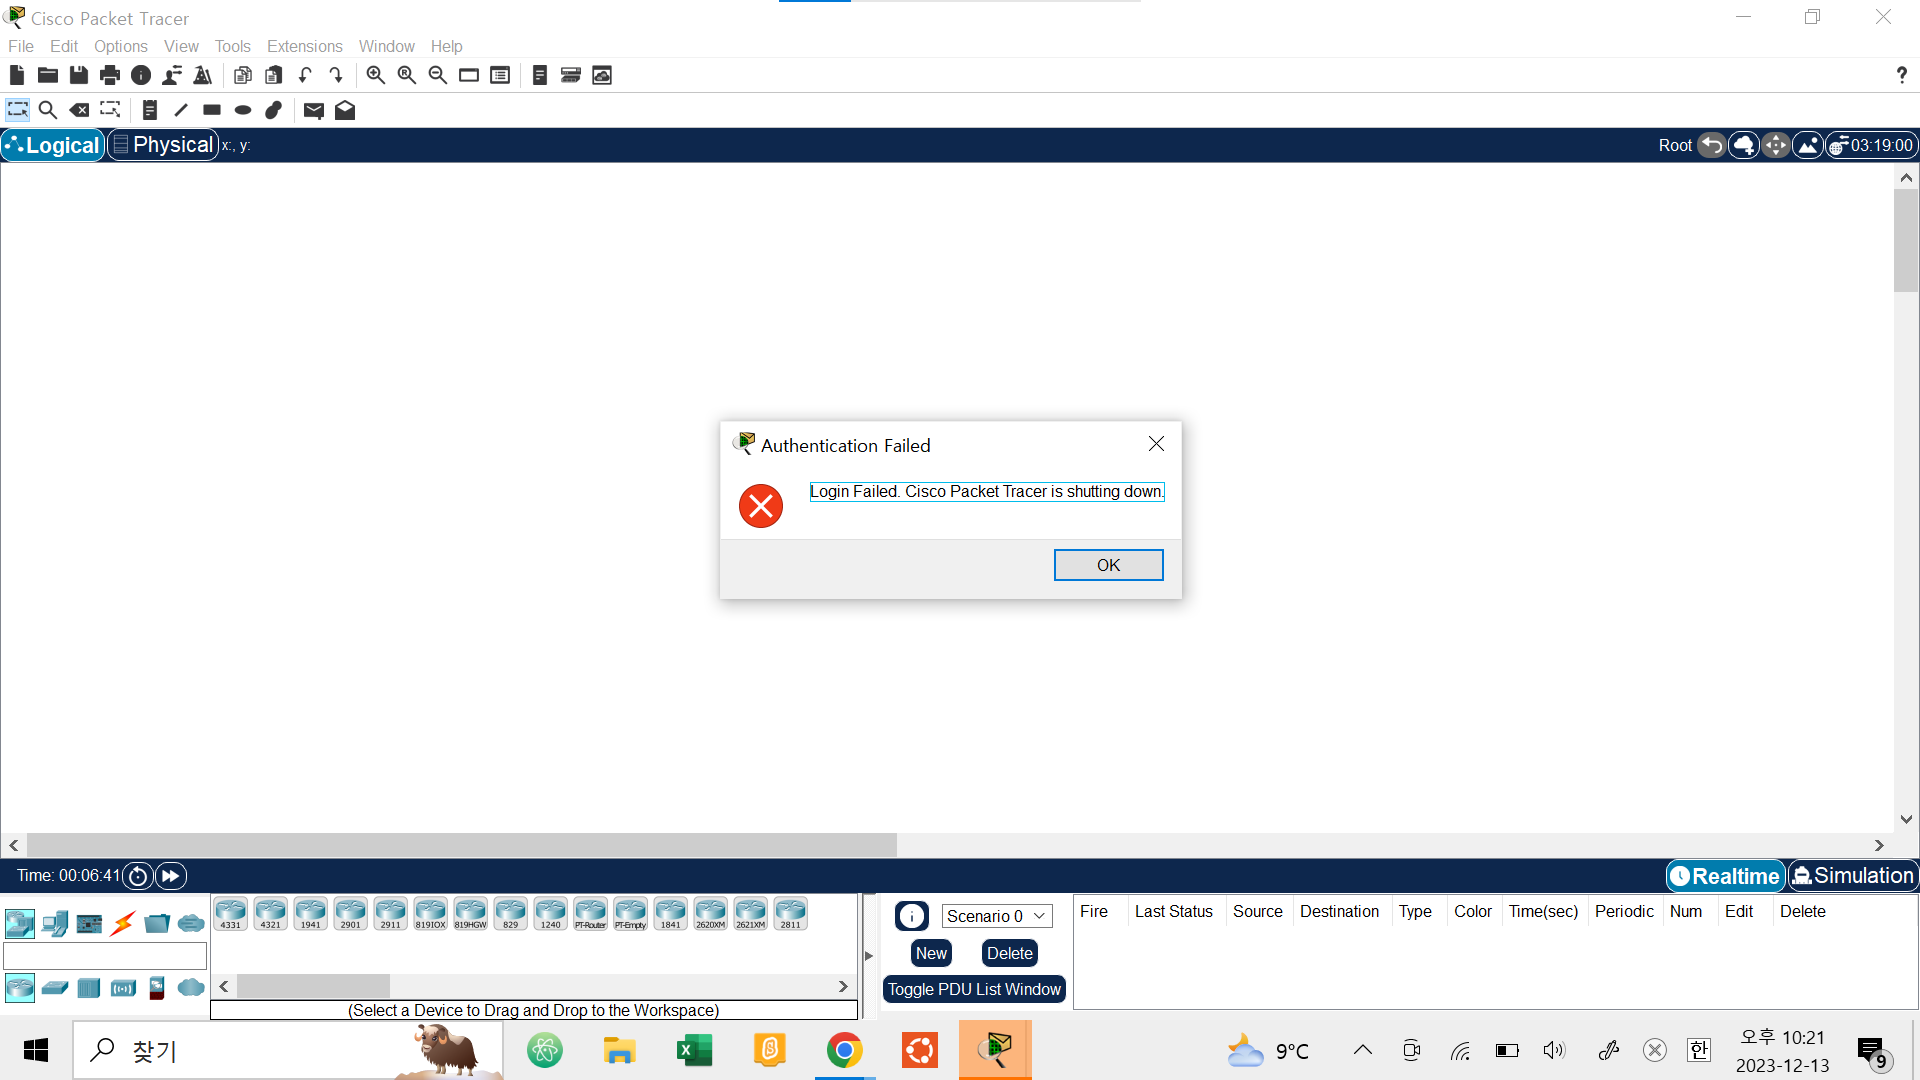 Cisco Packet Tracer
File Edit Options View Tools Extensions Window Help
?
Logical Physical x:, y:
Root 03:19:00
Authentication Failed
Login Failed. Cisco Packet Tracer is shutting down.
OK
Time: 00:06:41
Realtime Simulation
4331 4321 1941 2901 2911 819IOX 819HGW 829 1240 PT-Router PT-Empty 1841 2620XM 2621XM 2811
(Select a Device to Drag and Drop to the Workspace)
Scenario 0
New Delete
Toggle PDU List Window
Fire Last Status Source Destination Type Color Time(sec) Periodic Num Edit Delete
찾기
9°C
한
오후 10:21
2023-12-13
9